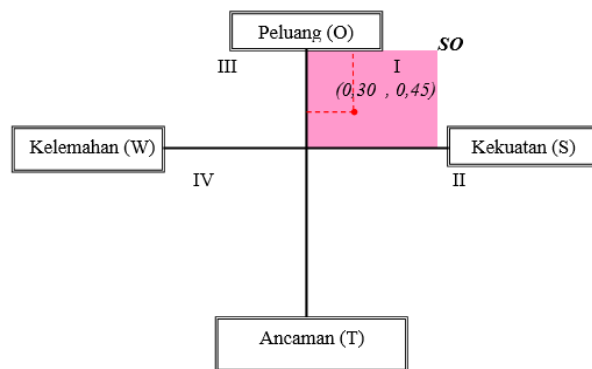 Peluang (O)
SO
III
I
(0,30 , 0,45)
Kelemahan (W)
Kekuatan (S)
IV
II
Ancaman (T)